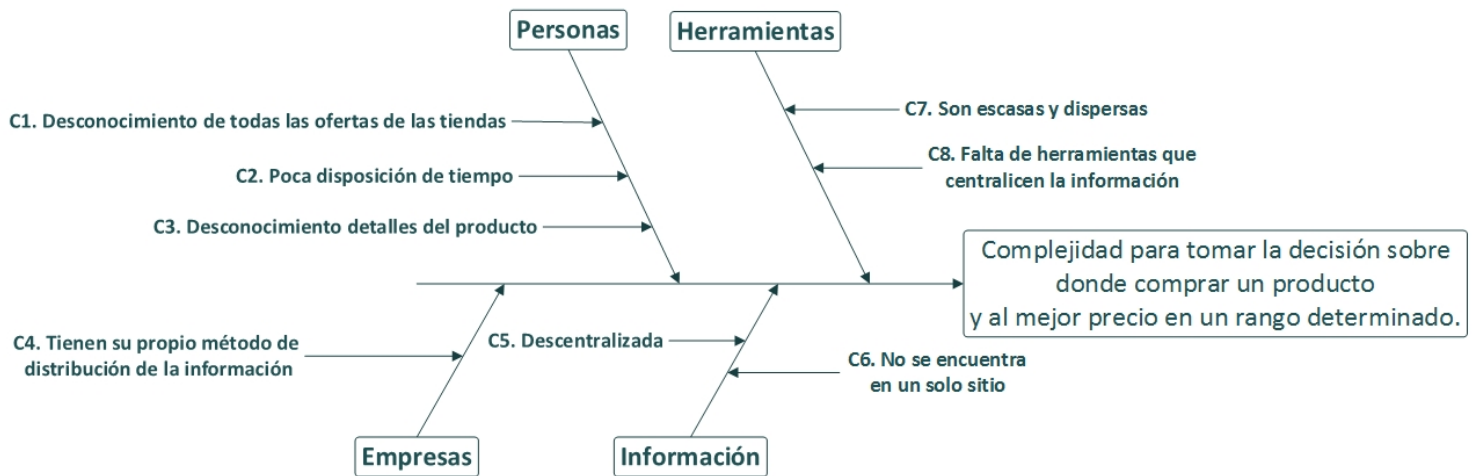 Personas
Herramientas
C1. Desconocimiento de todas las ofertas de las tiendas
C2. Poca disposición de tiempo
C3. Desconocimiento detalles del producto
C7. Son escasas y dispersas
C8. Falta de herramientas que
centralicen la información
Complejidad para tomar la decisión sobre
donde comprar un producto
y al mejor precio en un rango determinado.
C4. Tienen su propio método de
distribución de la información
C5. Descentralizada
C6. No se encuentra
en un solo sitio
Empresas
Información